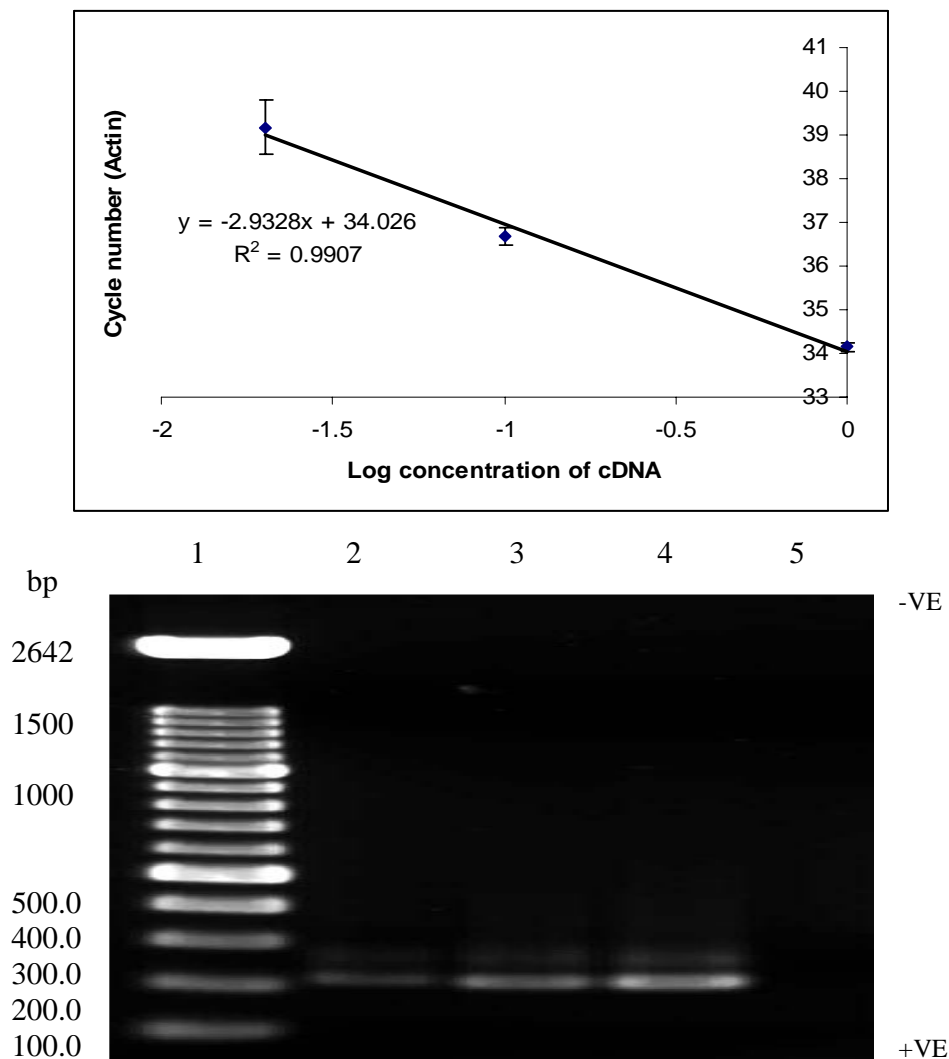 41
40
39
38
37
36
35
34
33
Cycle number (Actin)
y = -2.9328x + 34.026
R² = 0.9907
-2 -1.5 -1 -0.5 0
Log concentration of cDNA
1 2 3 4 5
bp
-VE
2642
1500
1000
500.0
400.0
300.0
200.0
100.0
+VE